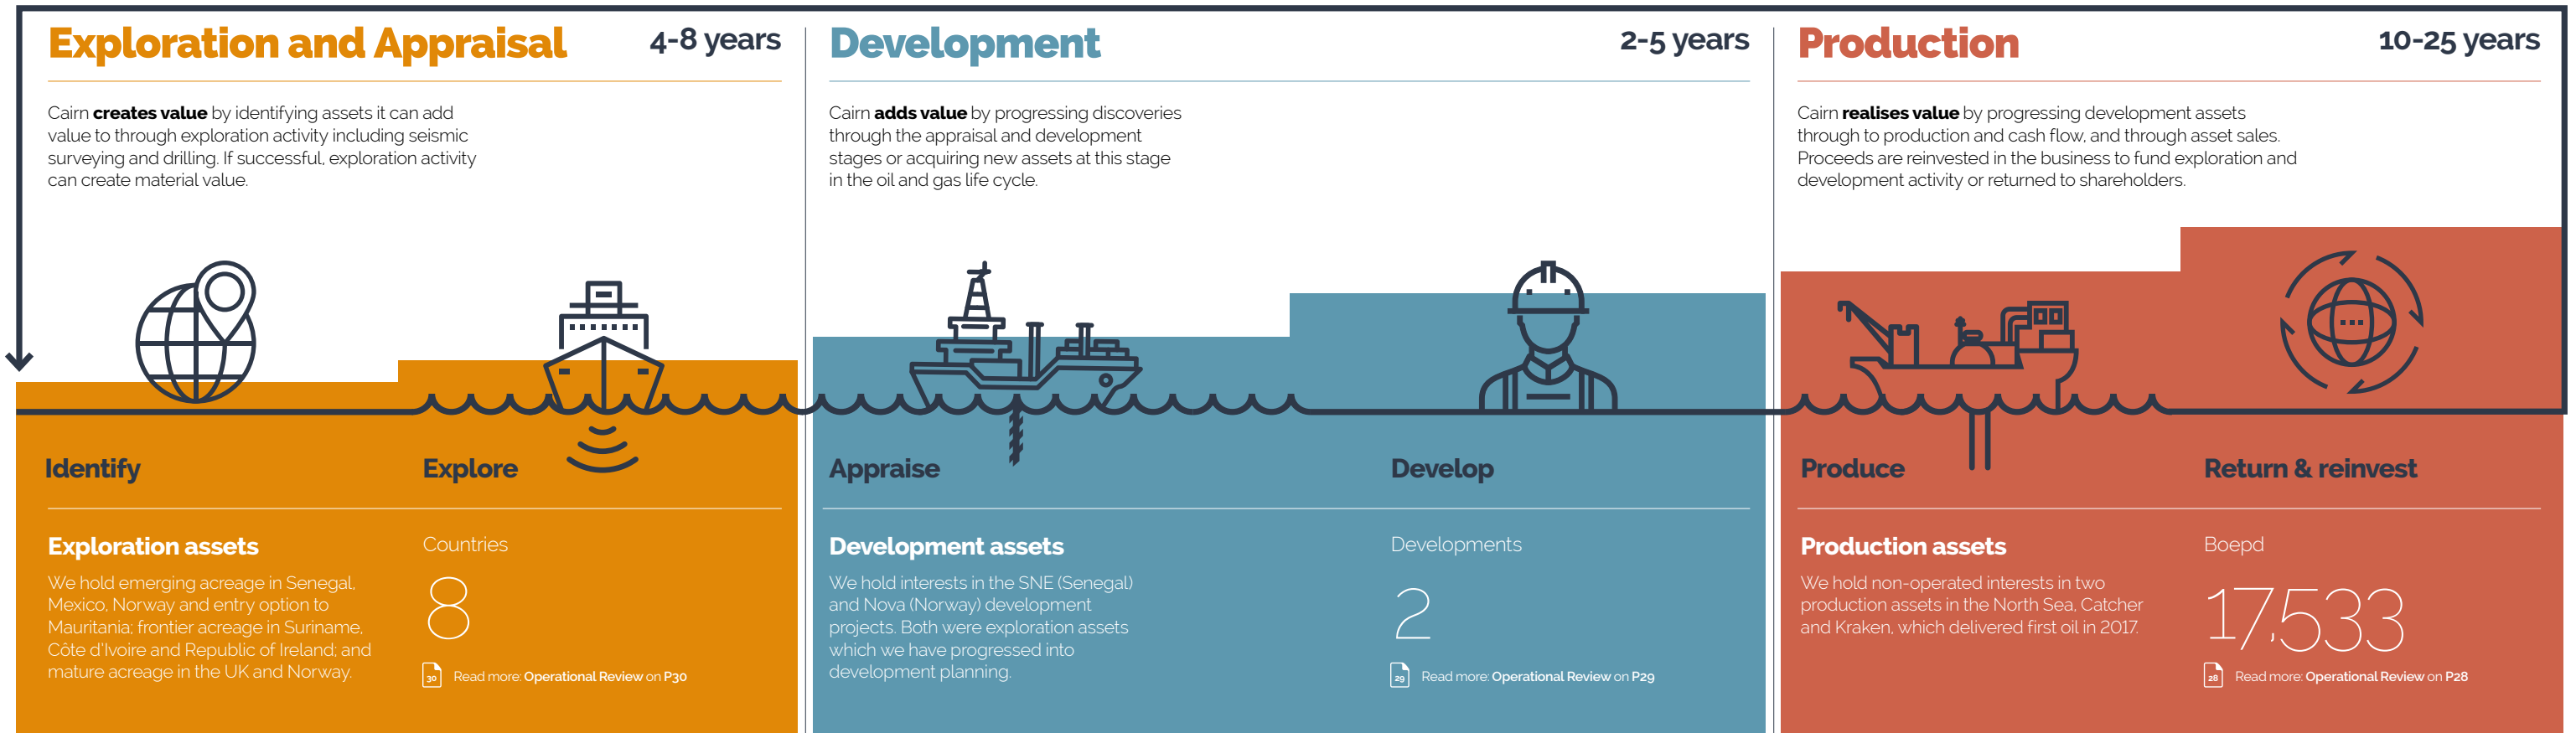 Exploration and Appraisal
4-8 years
Cairn creates value by identifying assets it can add
value to through exploration activity including seismic
surveying and drilling. If successful, exploration activity
can create material value.
Identify
Explore
Exploration assets
We hold emerging acreage in Senegal,
Mexico, Norway and entry option to
Mauritania; frontier acreage in Suriname,
Côte d'Ivoire and Republic of Ireland; and
mature acreage in the UK and Norway.
Countries
8
30
Read more: Operational Review on P30
Development
2-5 years
Cairn adds value by progressing discoveries
through the appraisal and development
stages or acquiring new assets at this stage
in the oil and gas life cycle.
Appraise
Develop
Development assets
We hold interests in the SNE (Senegal)
and Nova (Norway) development
projects. Both were exploration assets
which we have progressed into
development planning.
Developments
2
29
Read more: Operational Review on P29
Production
10-25 years
Cairn realises value by progressing development assets
through to production and cash flow, and through asset sales.
Proceeds are reinvested in the business to fund exploration and
development activity or returned to shareholders.
Produce
Return & reinvest
Production assets
We hold non-operated interests in two
production assets in the North Sea, Catcher
and Kraken, which delivered first oil in 2017.
Boepd
17,533
28
Read more: Operational Review on P28